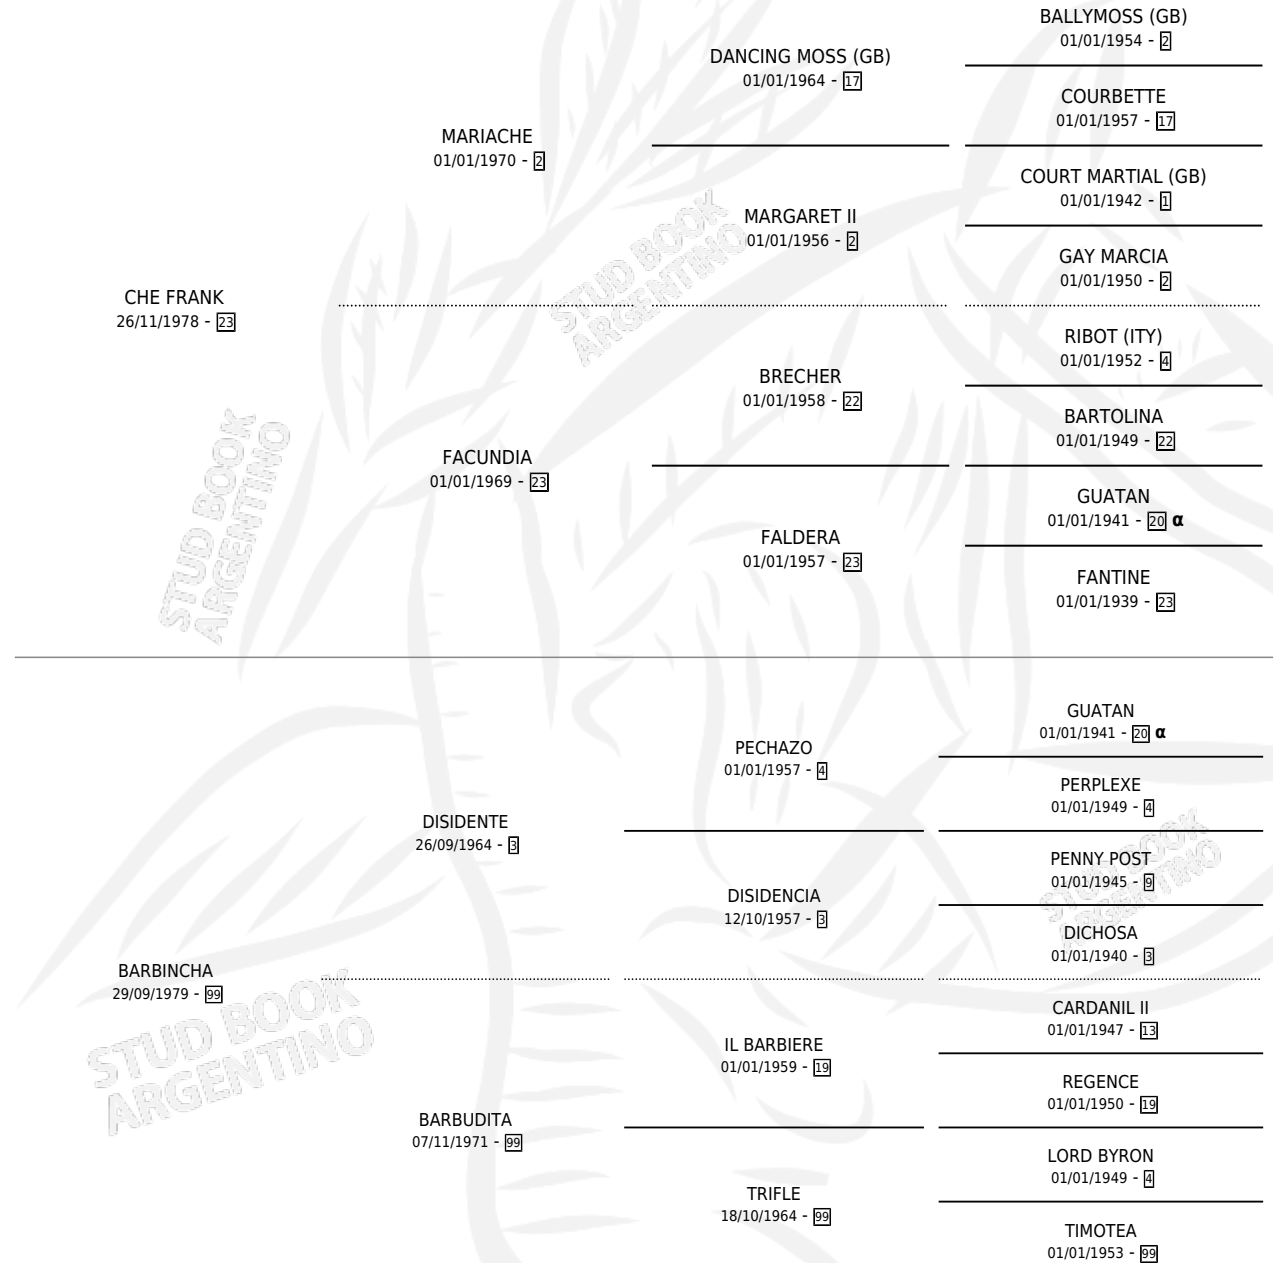 BALLYMOSS (GB)
01/01/1954 - 2
DANCING MOSS (GB)
01/01/1964 - 17
COURBETTE
01/01/1957 - 17
MARIACHE
01/01/1970 - 2
COURT MARTIAL (GB)
01/01/1942 - 1
MARGARET II
01/01/1956 - 2
GAY MARCIA
01/01/1950 - 2
CHE FRANK
26/11/1978 - 23
RIBOT (ITY)
01/01/1952 - 4
BRECHER
01/01/1958 - 22
BARTOLINA
01/01/1949 - 22
FACUNDIA
01/01/1969 - 23
GUATAN
01/01/1941 - 20 α
FALDERA
01/01/1957 - 23
FANTINE
01/01/1939 - 23
GUATAN
01/01/1941 - 20 α
PECHAZO
01/01/1957 - 4
PERPLEXE
01/01/1949 - 4
DISIDENTE
26/09/1964 - 3
PENNY POST
01/01/1945 - 9
DISIDENCIA
12/10/1957 - 3
DICHOSA
01/01/1940 - 3
BARBINCHA
29/09/1979 - 99
CARDANIL II
01/01/1947 - 13
IL BARBIERE
01/01/1959 - 19
REGENCE
01/01/1950 - 19
BARBUDITA
07/11/1971 - 99
LORD BYRON
01/01/1949 - 4
TRIFLE
18/10/1964 - 99
TIMOTEA
01/01/1953 - 99
STUD BOOK
ARGENTINO
STUD BOOK
ARGENTINO
STUD BOOK
ARGENTINO
STUD BOOK
ARGENTINO